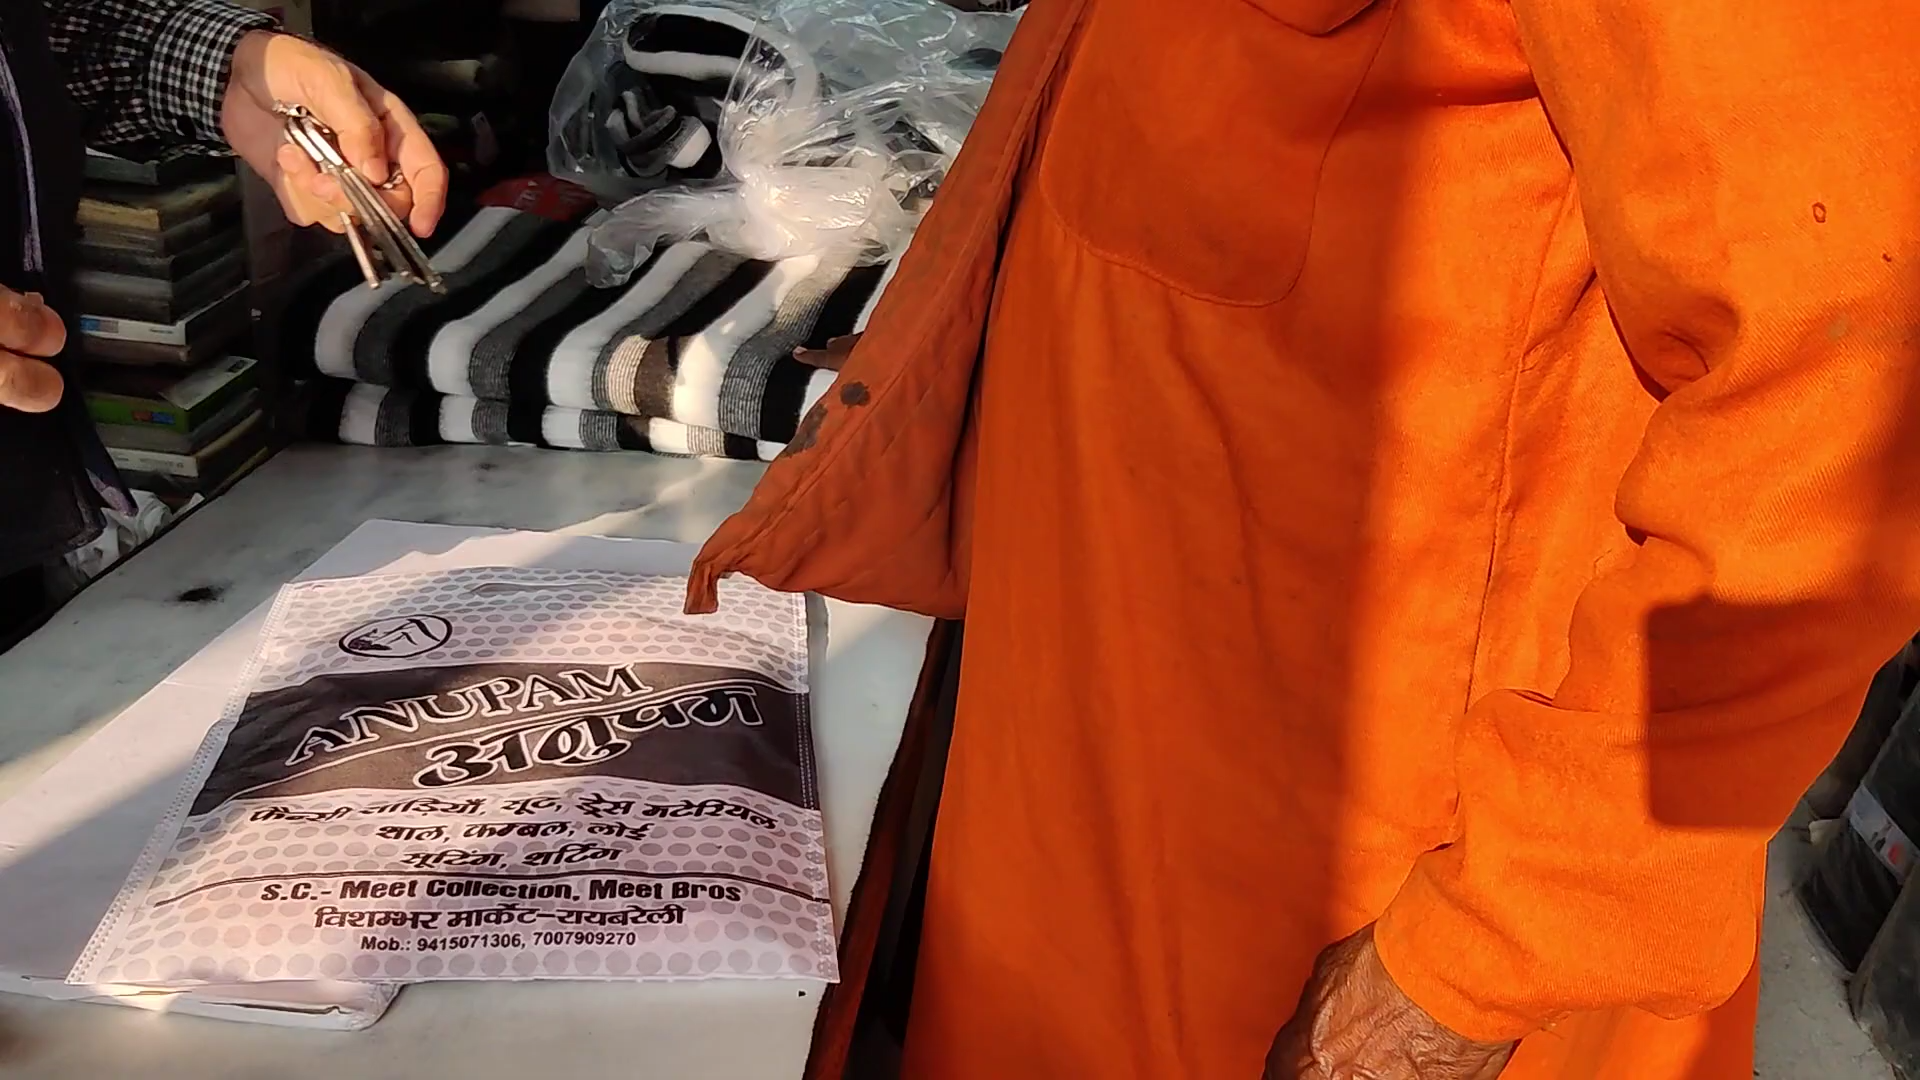 ANUPAM
अनुपम
फैन्सी साड़ियाँ, सूट, ड्रेस मटेरियल
शाल, कम्बल, लोई
सूटिंग, शर्टिंग
S.C.- Meet Collection, Meet Bros
विशम्भर मार्केट-रायबरेली
Mob.: 9415071306, 7007909270